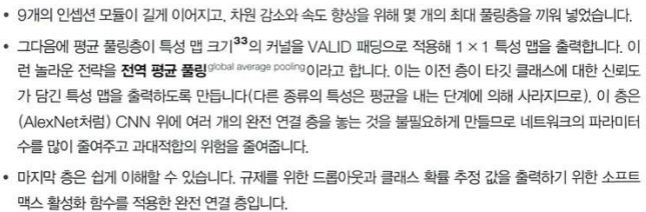 • 9개의 인셉션 모듈이 길게 이어지고, 차원 감소와 속도 향상을 위해 몇 개의 최대 풀링층을 끼워 넣었습니다.
• 그다음에 평균 풀링층이 특성 맵 크기33의 커널을 VALID 패딩으로 적용해 1 × 1 특성 맵을 출력합니다. 이
런 놀라운 전략을 전역 평균 풀링global average pooling이라고 합니다. 이는 이전 층이 타깃 클래스에 대한 신뢰도
가 담긴 특성 맵을 출력하도록 만듭니다(다른 종류의 특성은 평균을 내는 단계에 의해 사라지므로). 이 층은
(AlexNet처럼) CNN 위에 여러 개의 완전 연결 층을 놓는 것을 불필요하게 만들므로 네트워크의 파라미터
수를 많이 줄여주고 과대적합의 위험을 줄여줍니다.
• 마지막 층은 쉽게 이해할 수 있습니다. 규제를 위한 드롭아웃과 클래스 확률 추정 값을 출력하기 위한 소프트
맥스 활성화 함수를 적용한 완전 연결 층입니다.